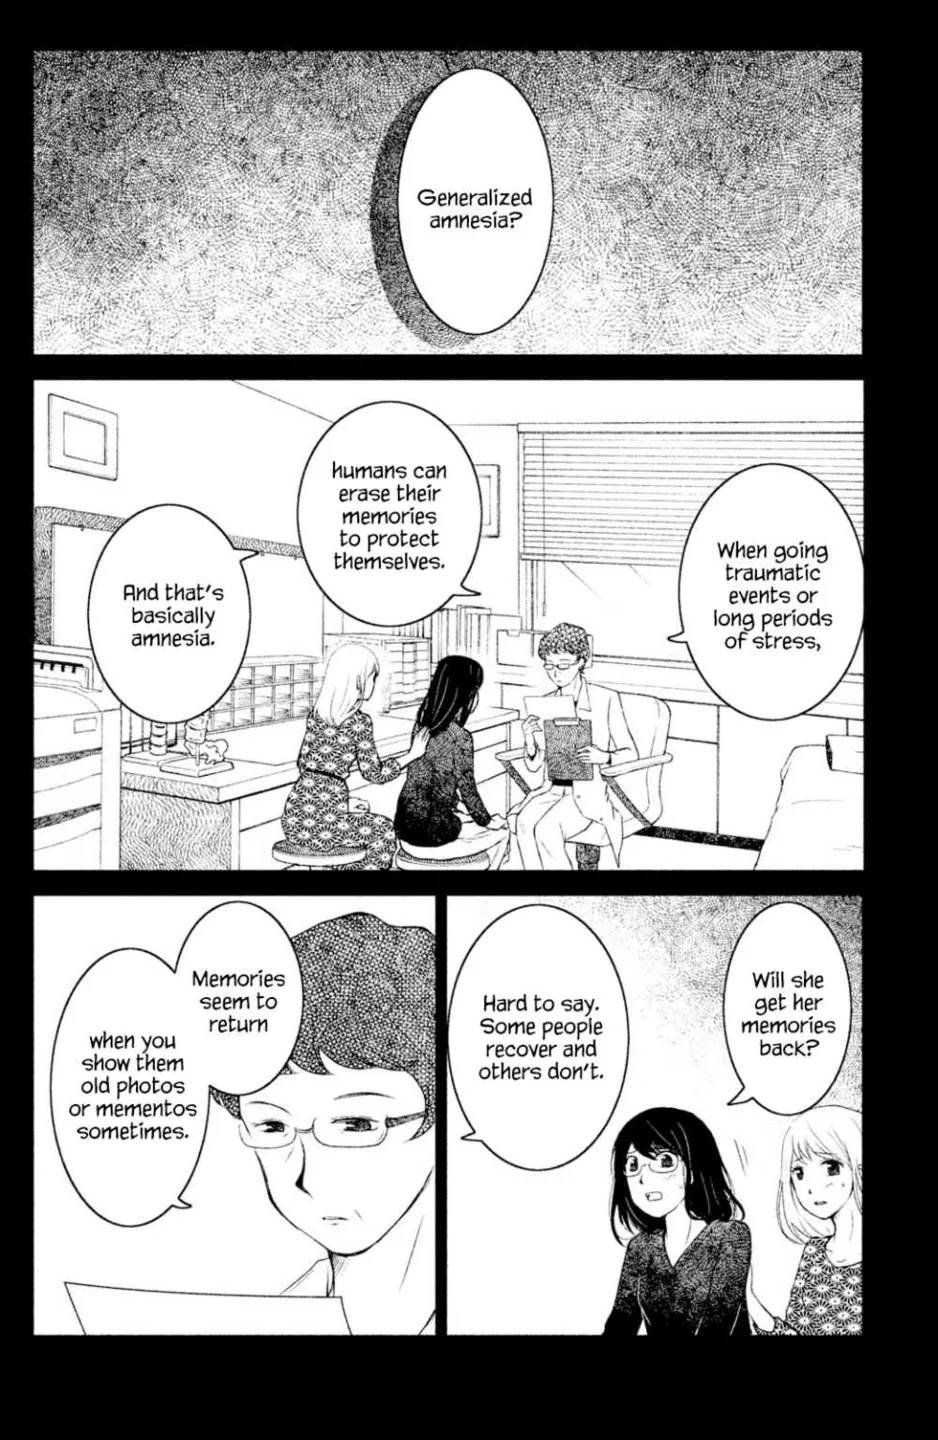 Generalized
amnesia?
When going
traumatic
events or
long periods
of stress,
humans can
erase their
memories
to protect
themselves.
And that's
basically
amnesia.
Will she
get her
memories
back?
Hard to say.
Some people
recover and
others don't.
Memories
seem to
return
when you
show them
old photos
or mementos
sometimes.